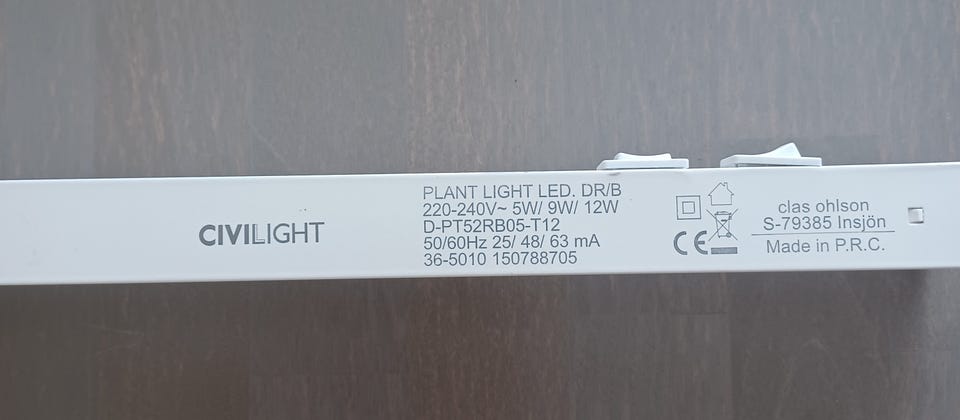 CIVILIGHT
PLANT LIGHT LED. DR/B
220-240V~ 5W/ 9W/ 12W
D-PT52RB05-T12
50/60Hz 25/ 48/ 63 mA
36-5010 150788705
CE
clas ohlson
S-79385 Insjön
Made in P.R.C.